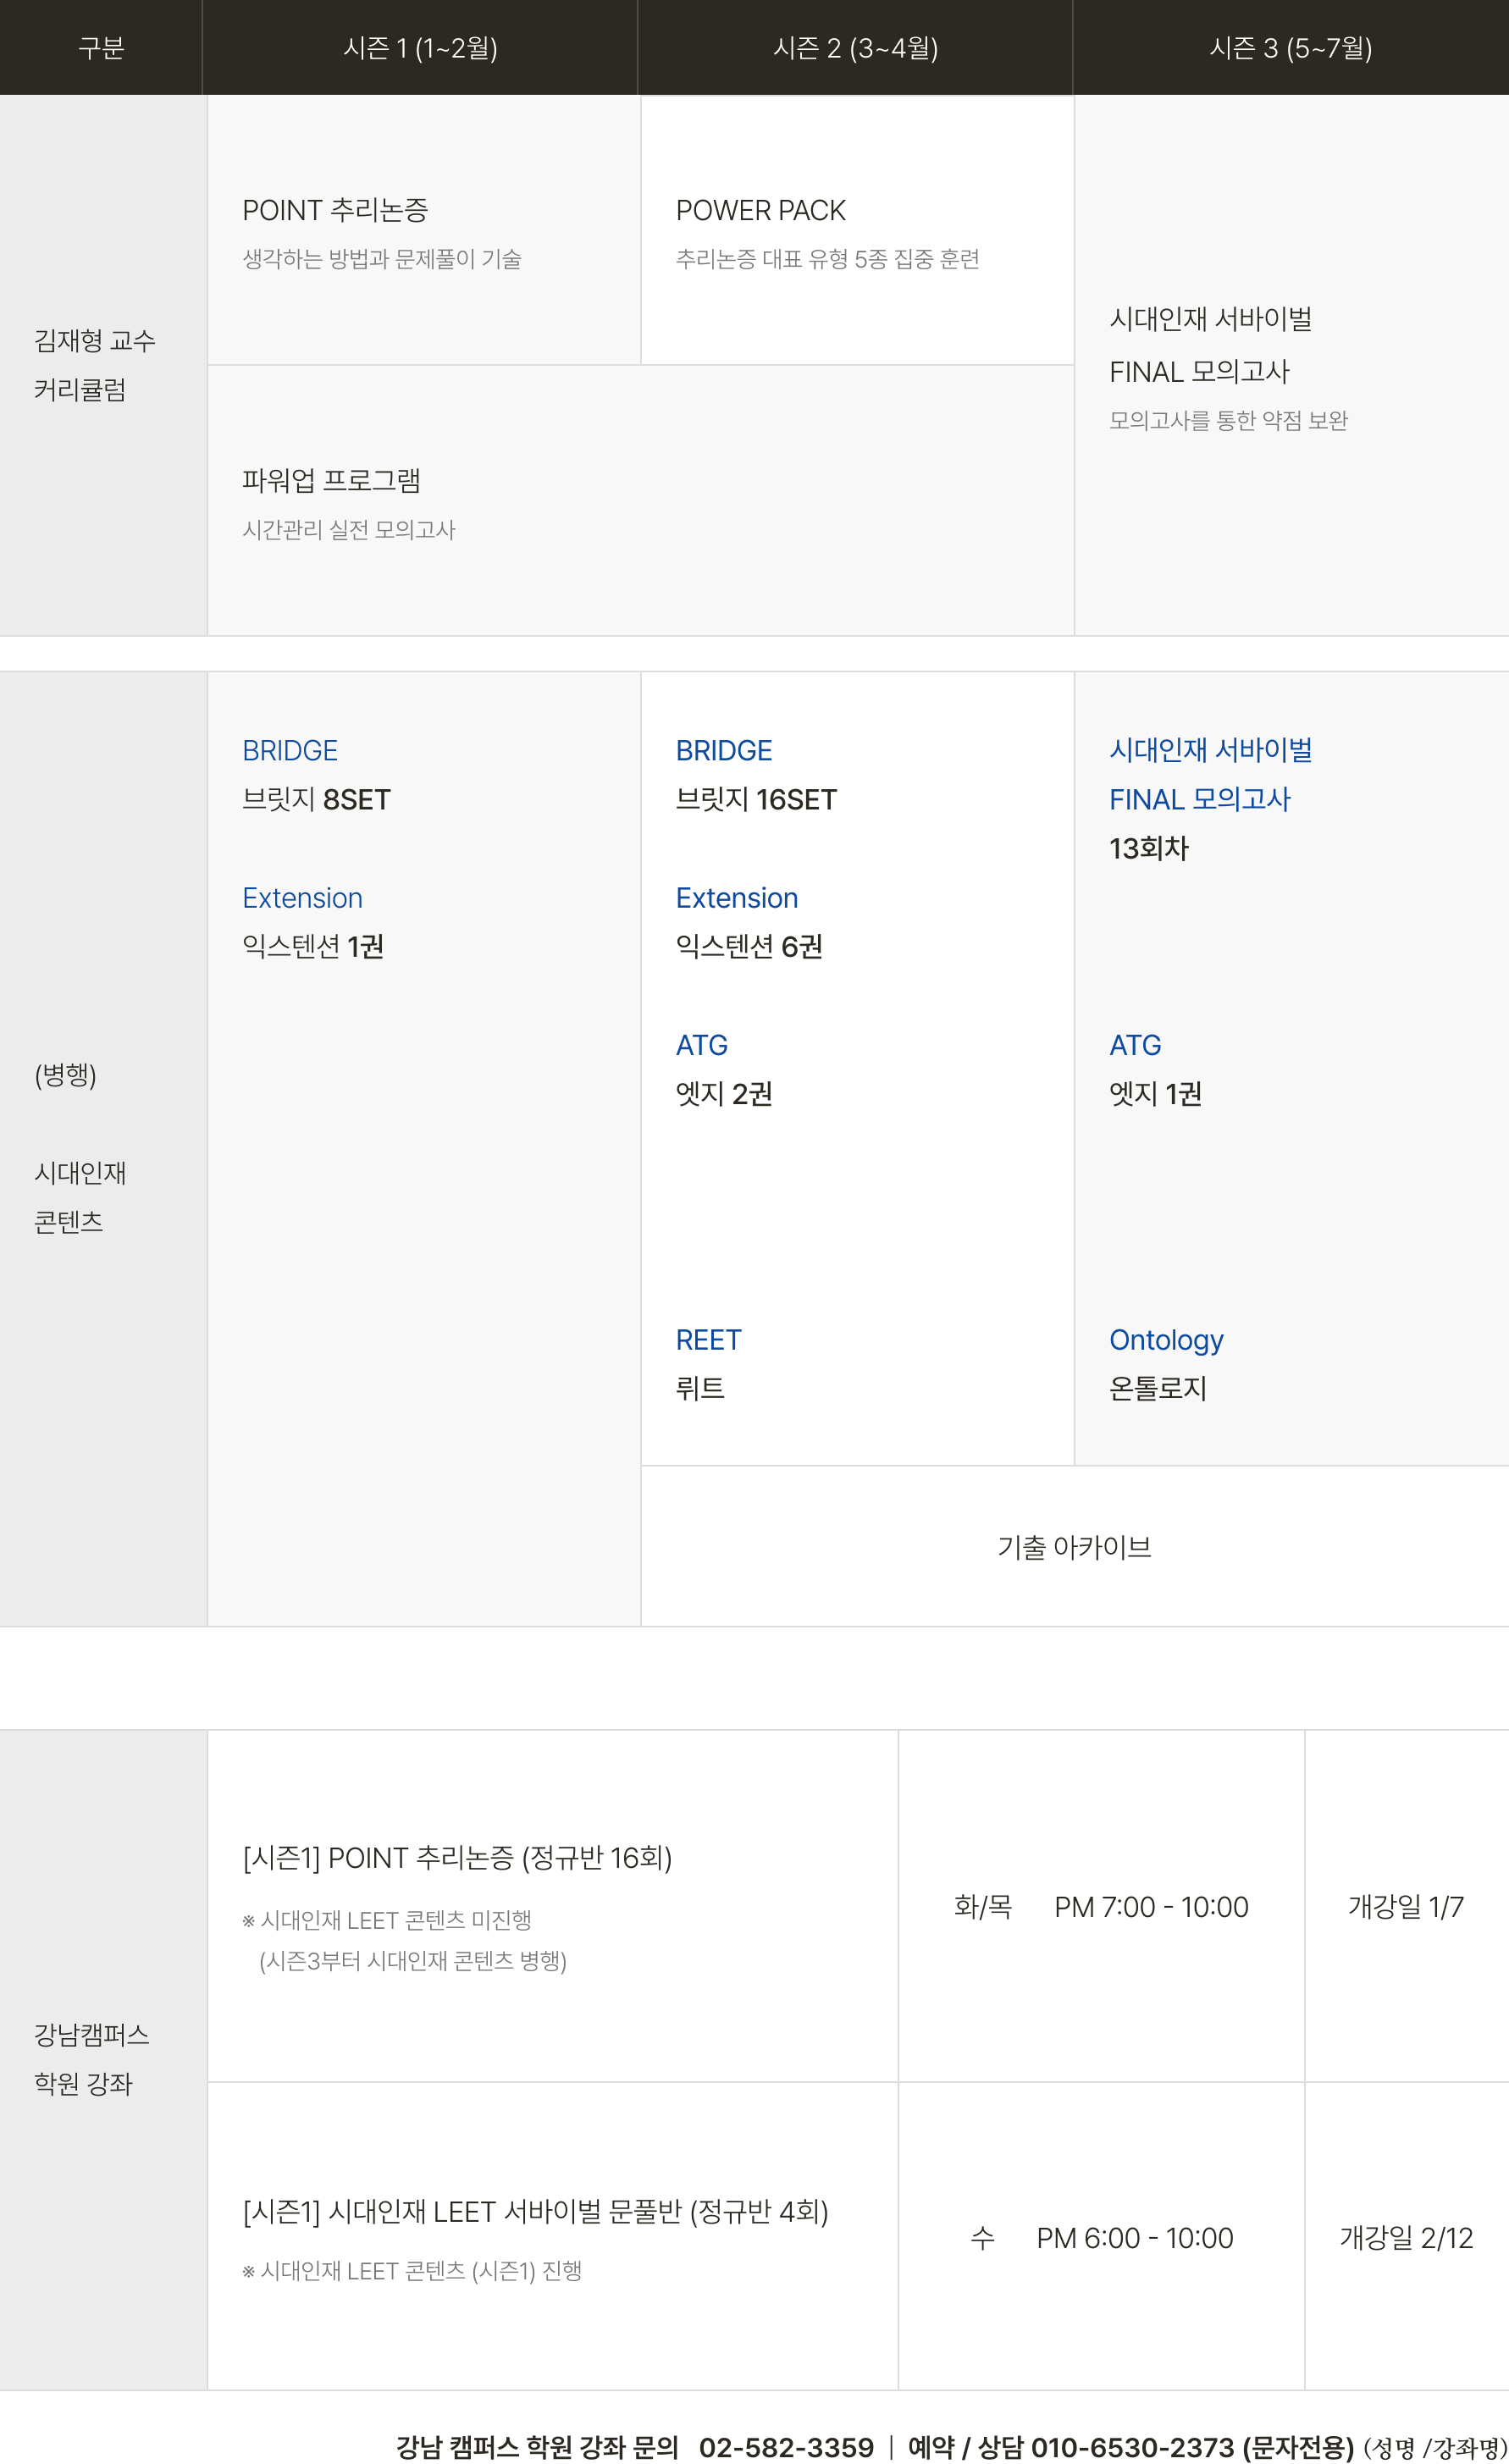 구분
시즌 1 (1~2월)
시즌 2 (3~4월)
시즌 3 (5~7월)
김재형 교수
커리큘럼
POINT 추리논증
생각하는 방법과 문제풀이 기술
POWER PACK
추리논증 대표 유형 5종 집중 훈련
시대인재 서바이벌
FINAL 모의고사
모의고사를 통한 약점 보완
파워업 프로그램
시간관리 실전 모의고사
(병행)
시대인재
콘텐츠
BRIDGE
브릿지 8SET
Extension
익스텐션 1권
BRIDGE
브릿지 16SET
Extension
익스텐션 6권
ATG
엣지 2권
REET
뤼트
시대인재 서바이벌
FINAL 모의고사
13회차
ATG
엣지 1권
Ontology
온톨로지
기출 아카이브
강남캠퍼스
학원 강좌
[시즌1] POINT 추리논증 (정규반 16회)
※ 시대인재 LEET 콘텐츠 미진행
(시즌3부터 시대인재 콘텐츠 병행)
화/목 PM 7:00 - 10:00
개강일 1/7
[시즌1] 시대인재 LEET 서바이벌 문풀반 (정규반 4회)
※ 시대인재 LEET 콘텐츠 (시즌1) 진행
수 PM 6:00 - 10:00
개강일 2/12
강남 캠퍼스 학원 강좌 문의 02-582-3359 | 예약 / 상담 010-6530-2373 (문자전용) (성명 /강좌명)